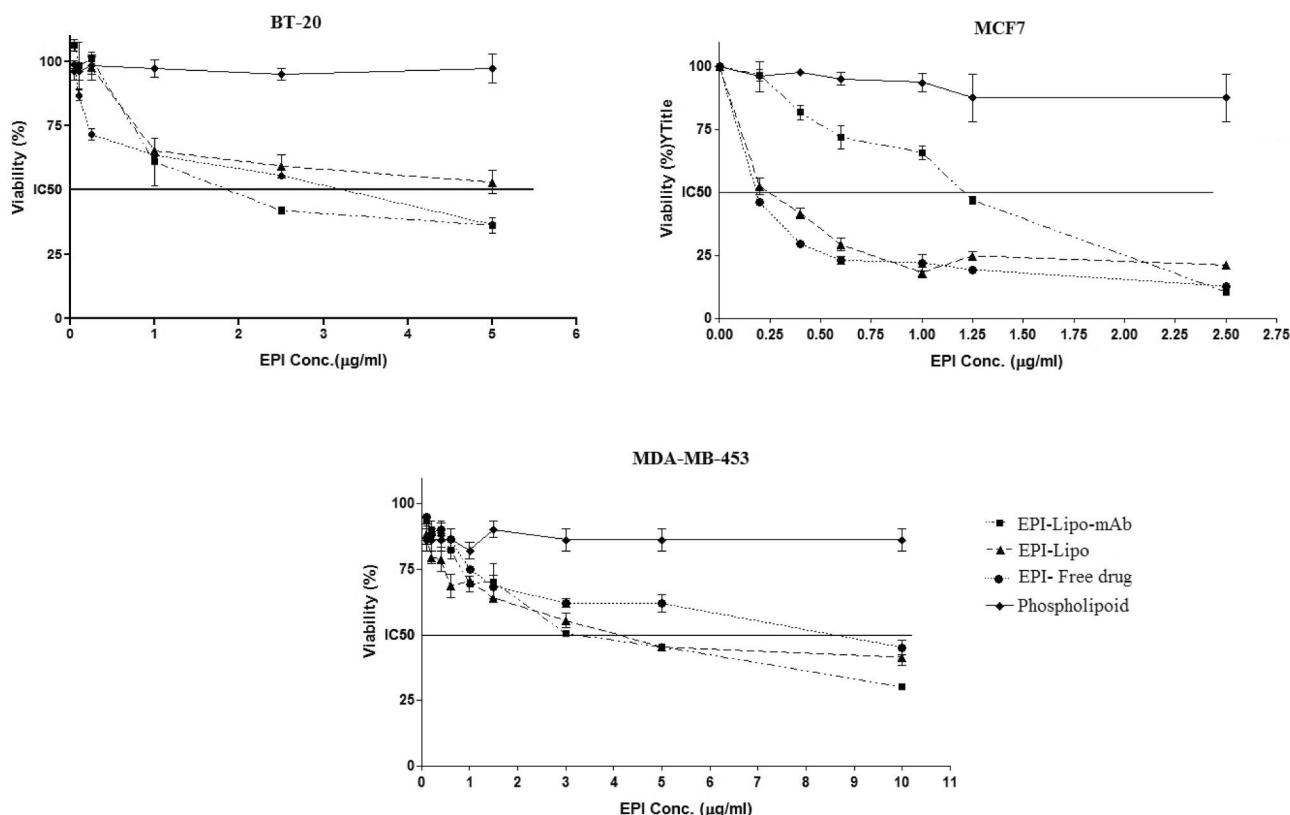 BT-20
Viability (%)
100
75
IC50
25
0
0 1 2 3 4 5 6
EPI Conc.(μg/ml)
MCF7
Viability (%)YTitle
100
75
IC50
25
0
0.00 0.25 0.50 0.75 1.00 1.25 1.50 1.75 2.00 2.25 2.50 2.75
EPI Conc. (μg/ml)
MDA-MB-453
Viability (%)
100
75
IC50
25
0
0 1 2 3 4 5 6 7 8 9 10 11
EPI Conc. (μg/ml)
EPI-Lipo-mAb
EPI-Lipo
EPI- Free drug
Phospholipoid